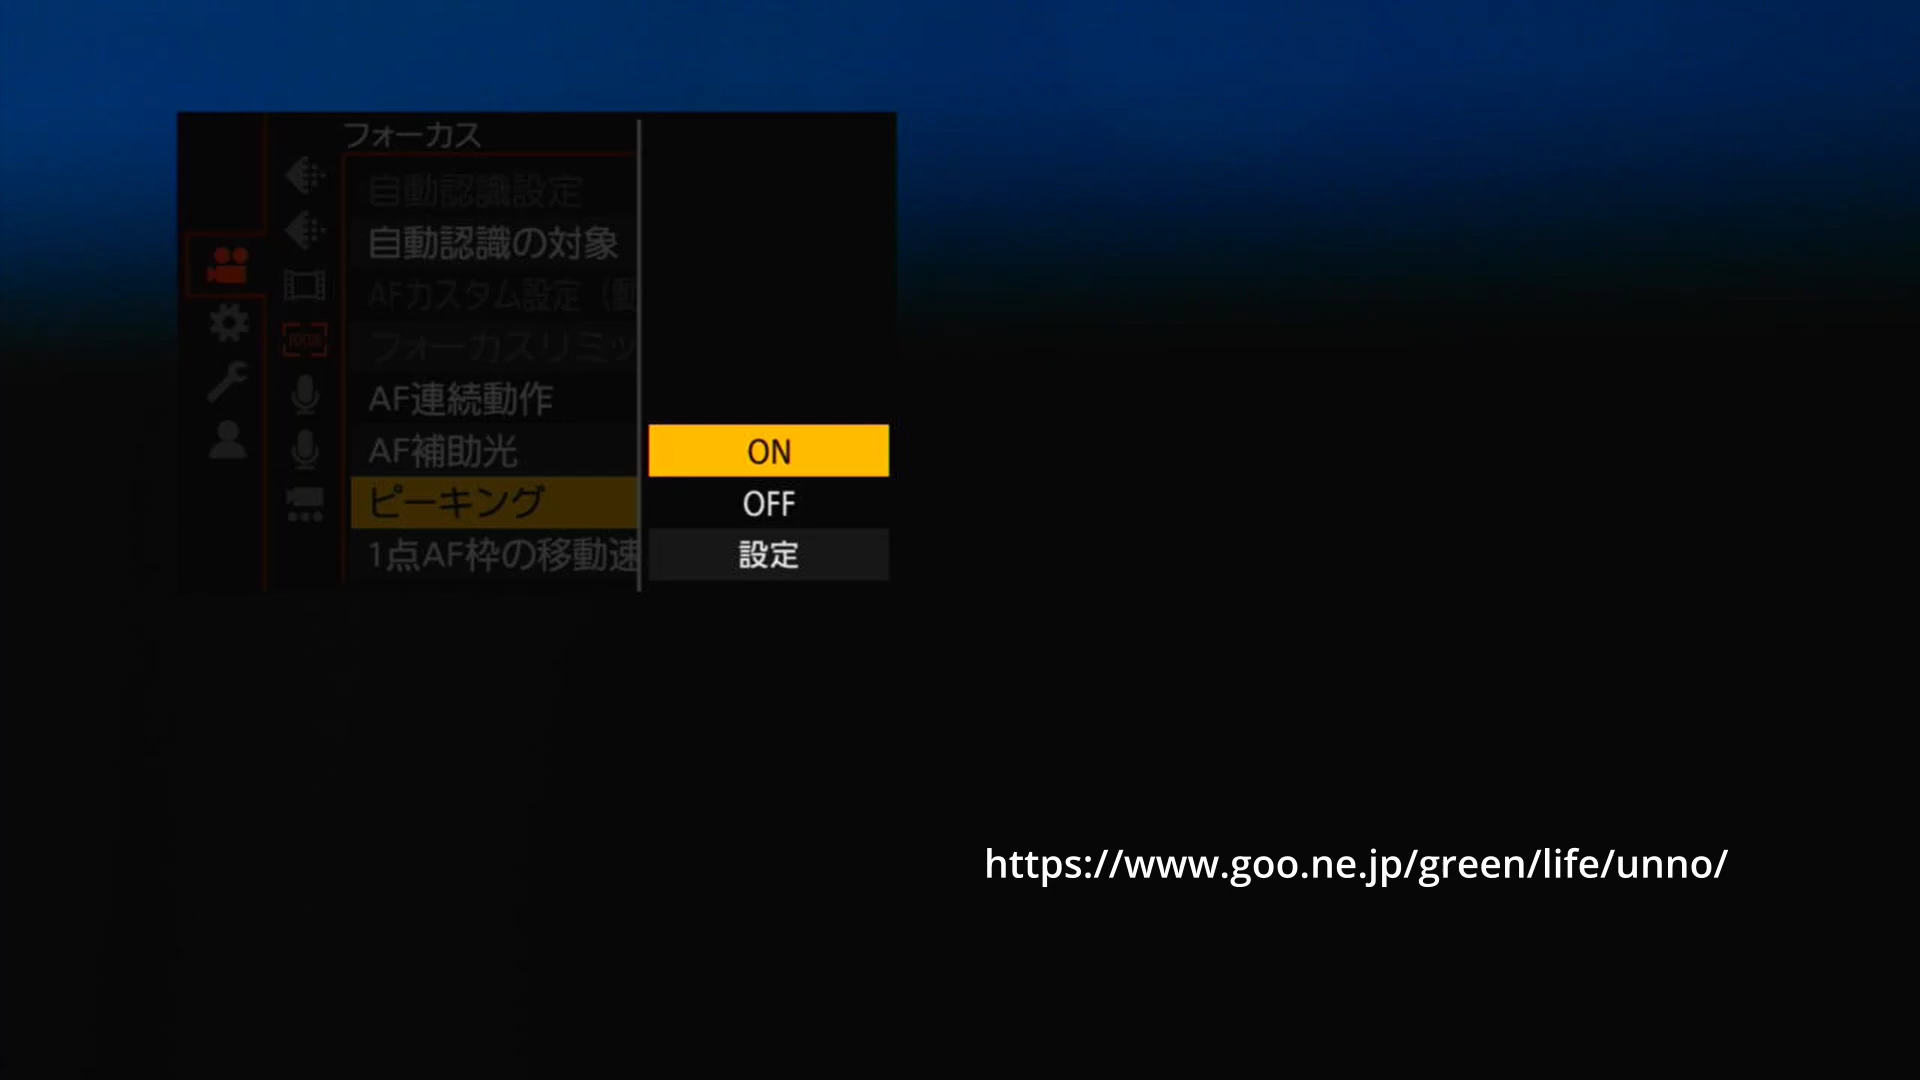 フォーカス
自動認識設定
自動認識の対象
AFカスタム設定（動
フォーカスリミッ
AF連続動作
AF補助光
ピーキング
1点AF枠の移動速
ON
OFF
設定
FOCUS
https://www.goo.ne.jp/green/life/unno/